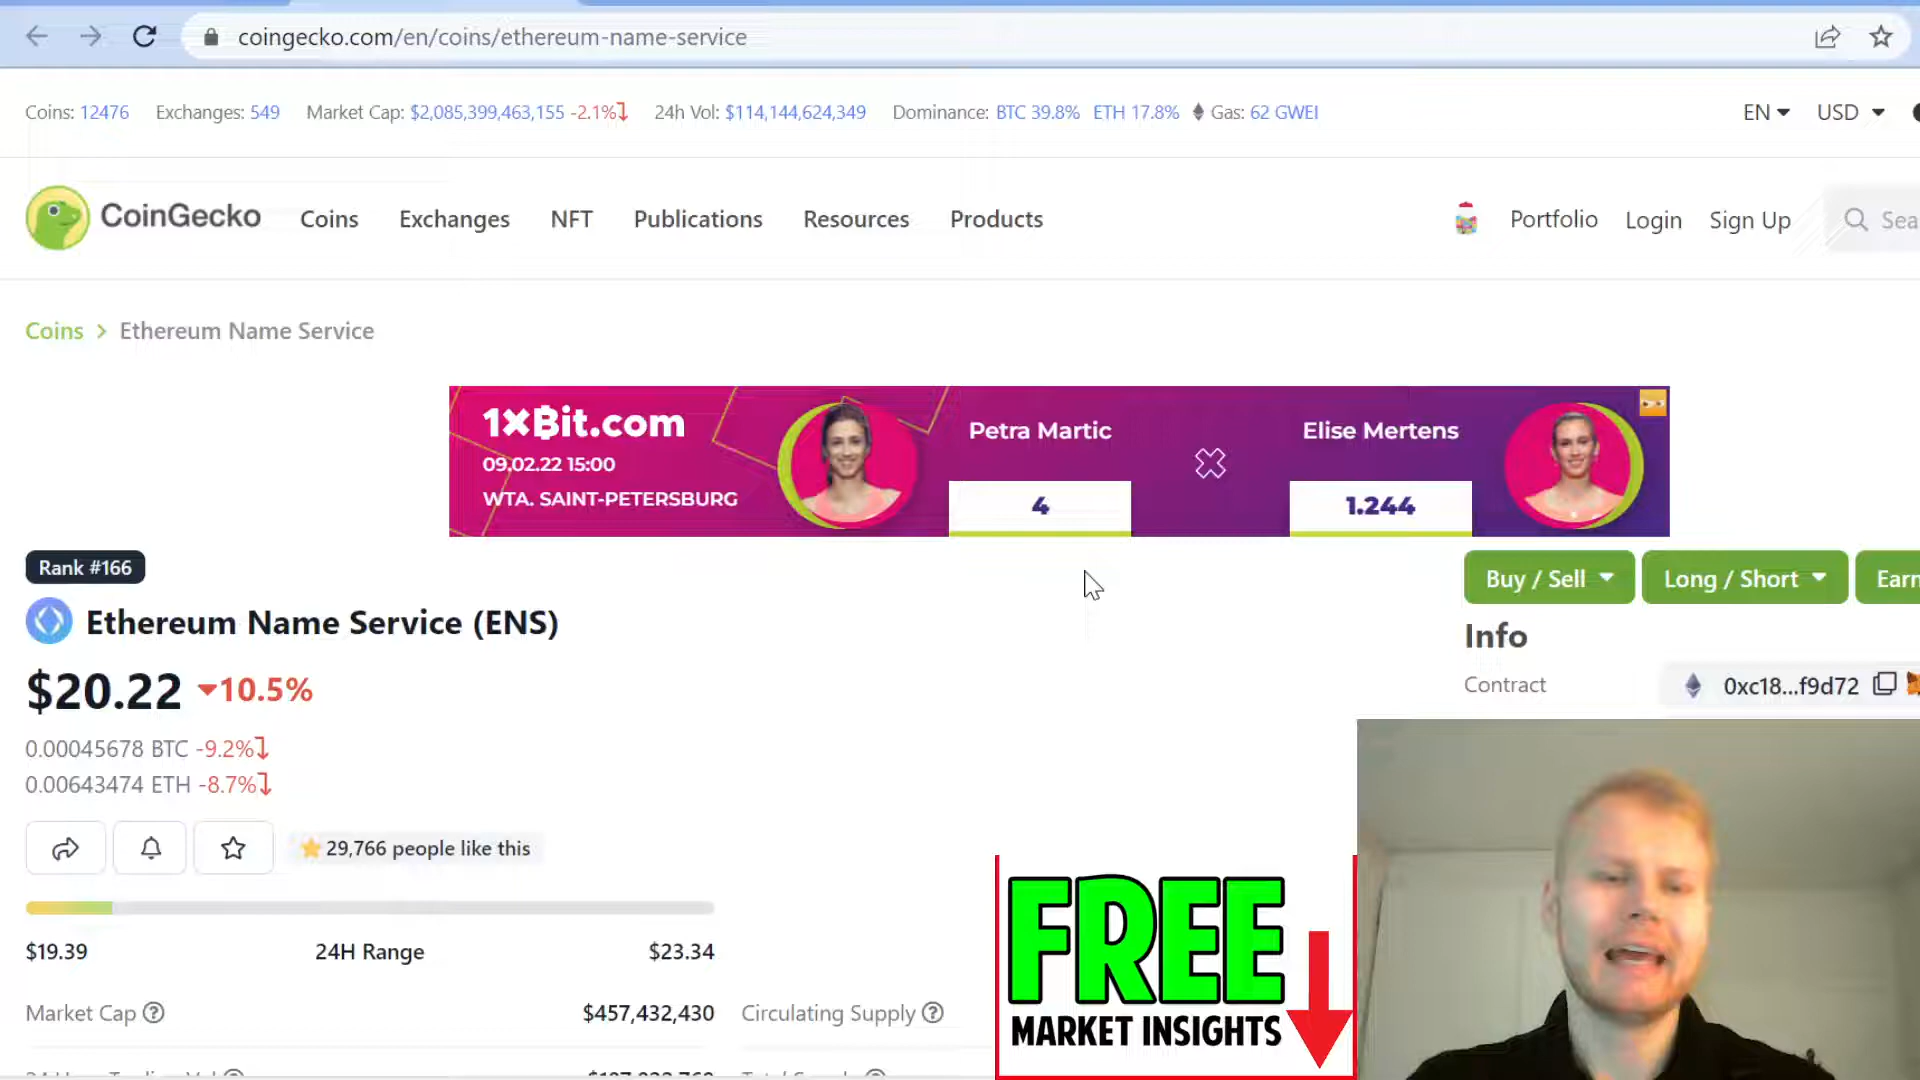 coingecko.com/en/coins/ethereum-name-service
Coins: 12476 Exchanges: 549 Market Cap: $2,085,399,463,155 -2.1% 24h Vol: $114,144,624,349 Dominance: BTC 39.8% ETH 17.8% Gas: 62 GWEI
EN USD
CoinGecko Coins Exchanges NFT Publications Resources Products
Portfolio Login Sign Up
Coins > Ethereum Name Service
1xBit.com
09.02.22 15:00
WTA. SAINT-PETERSBURG
Petra Martic
4
Elise Mertens
1.244
Rank #166
Ethereum Name Service (ENS)
$20.22 10.5%
0.00045678 BTC -9.2%
0.00643474 ETH -8.7%
29,766 people like this
$19.39 24H Range $23.34
Market Cap ? $457,432,430 Circulating Supply ?
Buy / Sell Long / Short Earn
Info
Contract 0xc18...f9d72
FREE
MARKET INSIGHTS